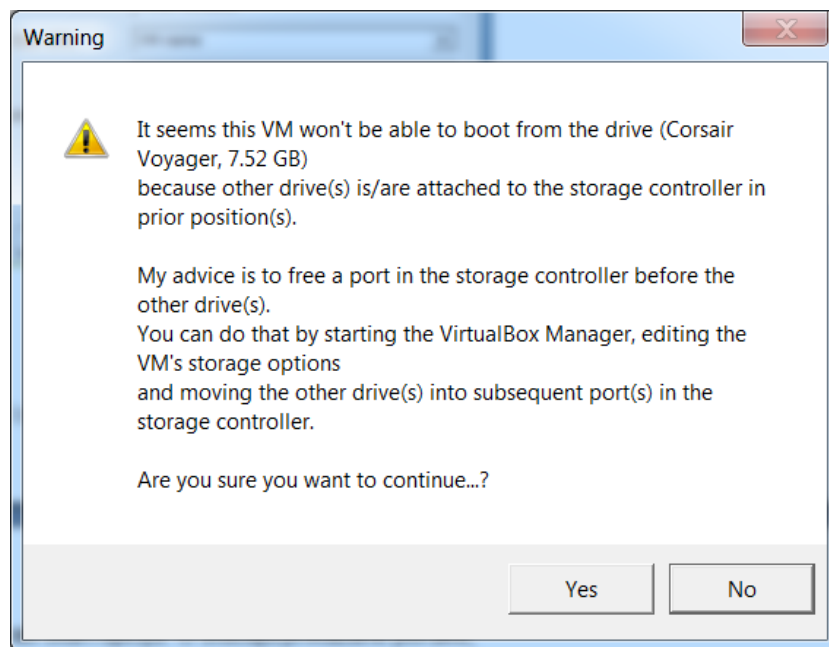 Warning
It seems this VM won't be able to boot from the drive (Corsair
Voyager, 7.52 GB)
because other drive(s) is/are attached to the storage controller in
prior position(s).
My advice is to free a port in the storage controller before the
other drive(s).
You can do that by starting the VirtualBox Manager, editing the
VM's storage options
and moving the other drive(s) into subsequent port(s) in the
storage controller.
Are you sure you want to continue...?
Yes
No